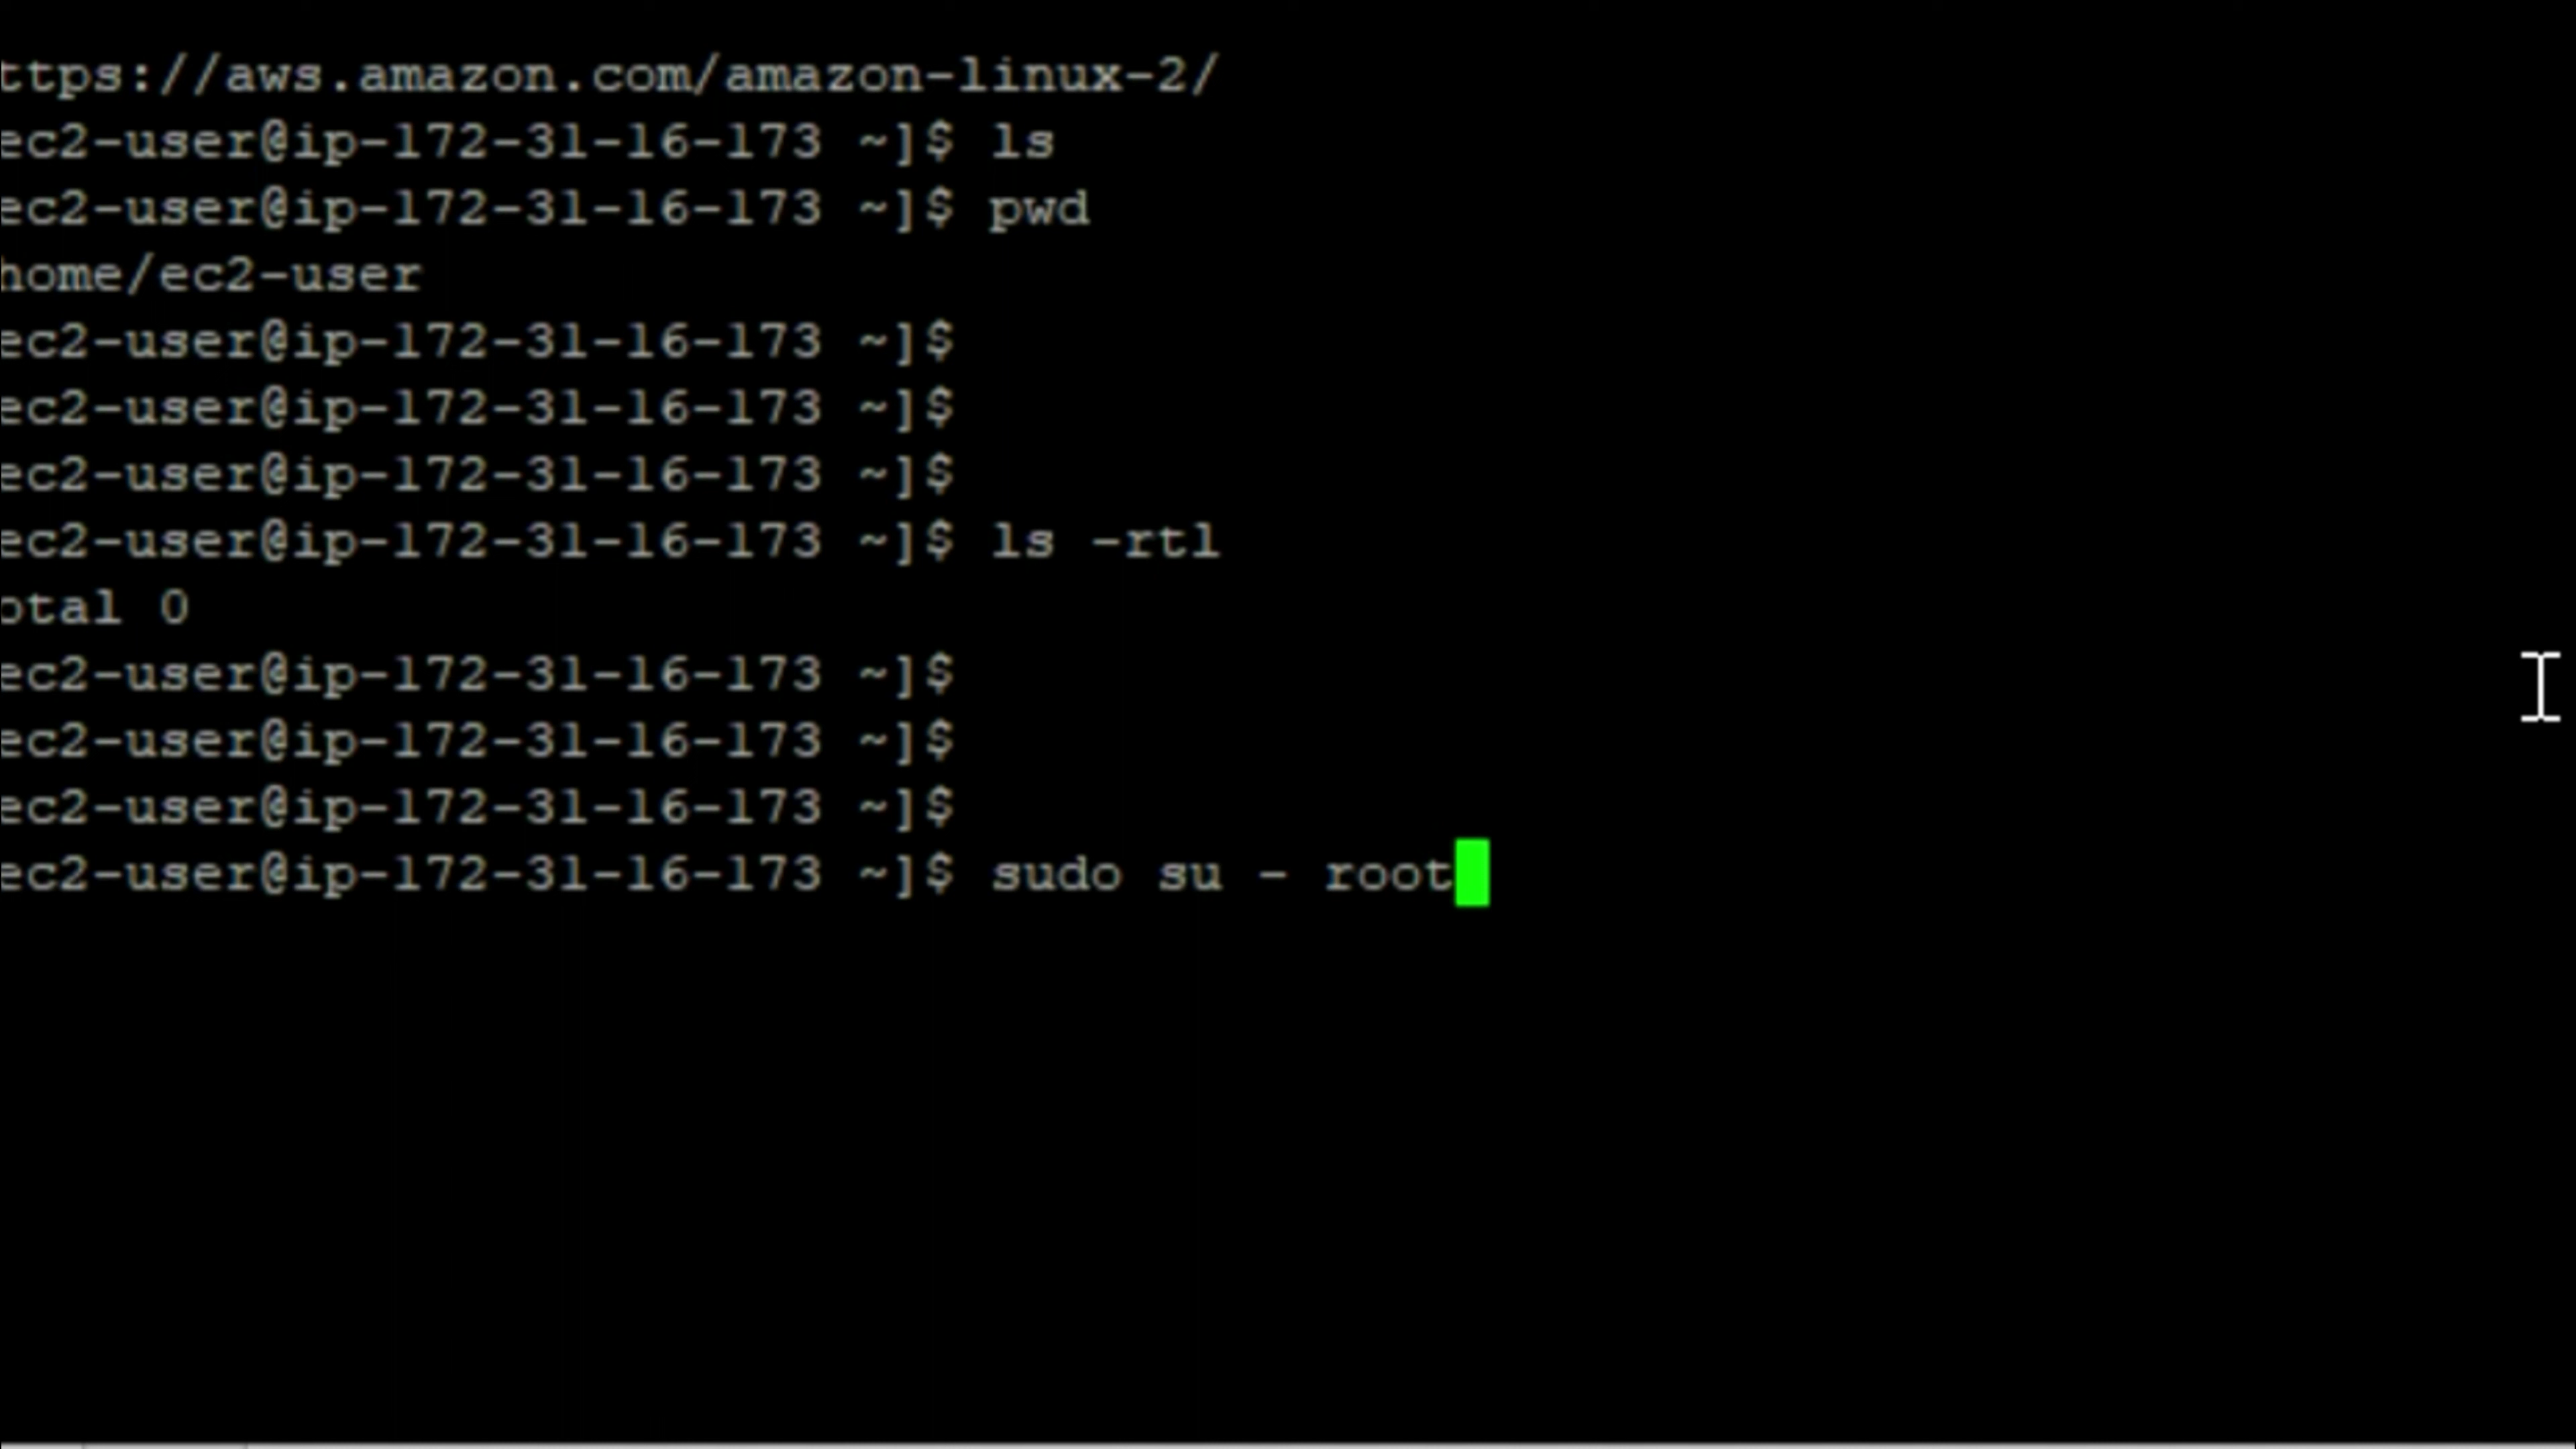 ttps://aws.amazon.com/amazon-linux-2/
ec2-user@ip-172-31-16-173 ~]$ ls
ec2-user@ip-172-31-16-173 ~]$ pwd
home/ec2-user
ec2-user@ip-172-31-16-173 ~]$
ec2-user@ip-172-31-16-173 ~]$
ec2-user@ip-172-31-16-173 ~]$
ec2-user@ip-172-31-16-173 ~]$ ls -rtl
otal 0
ec2-user@ip-172-31-16-173 ~]$
ec2-user@ip-172-31-16-173 ~]$
ec2-user@ip-172-31-16-173 ~]$
ec2-user@ip-172-31-16-173 ~]$ sudo su - root